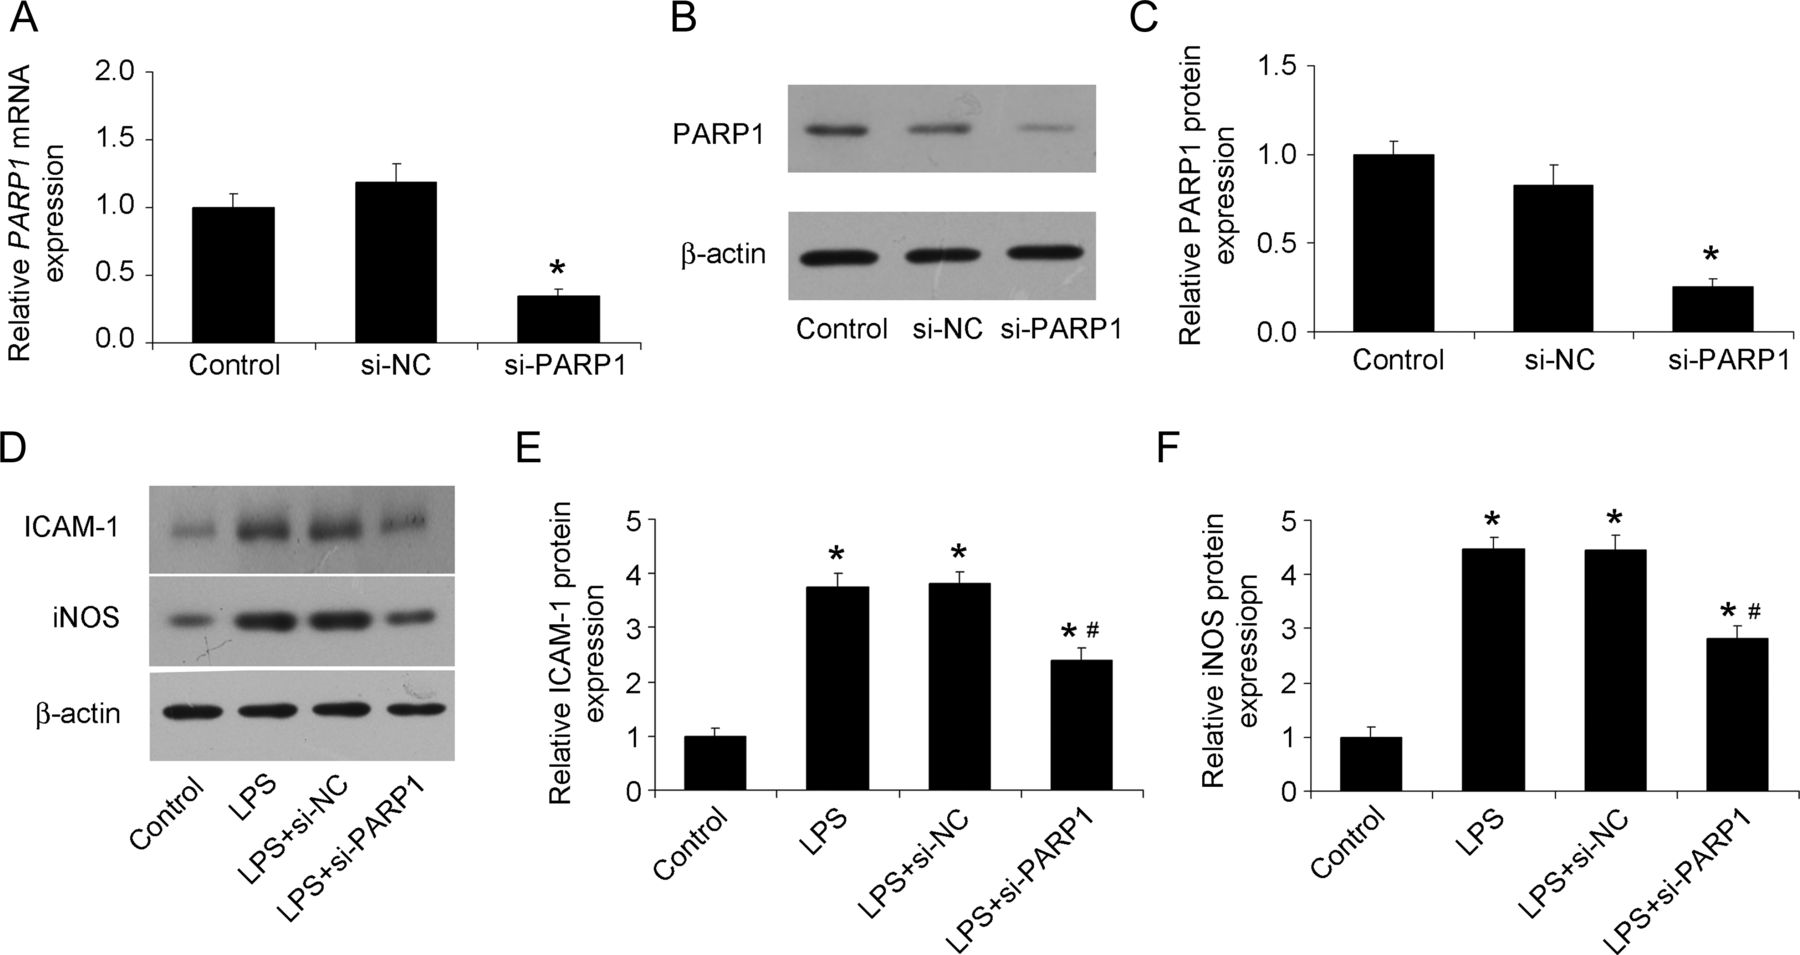 A
Relative PARP1 mRNA
expression
2.0
1.5
1.0
0.5
0.0
*
Control si-NC si-PARP1
B
PARP1
β-actin
Control si-NC si-PARP1
C
Relative PARP1 protein
expression
1.5
1.0
0.5
0.0
*
Control si-NC si-PARP1
D
ICAM-1
iNOS
β-actin
Control
LPS
LPS+si-NC
LPS+si-PARP1
E
Relative ICAM-1 protein
expression
5
4
3
2
1
0
*
*
* #
Control
LPS
LPS+si-NC
LPS+si-PARP1
F
Relative iNOS protein
expressiopn
5
4
3
2
1
0
*
*
* #
Control
LPS
LPS+si-NC
LPS+si-PARP1